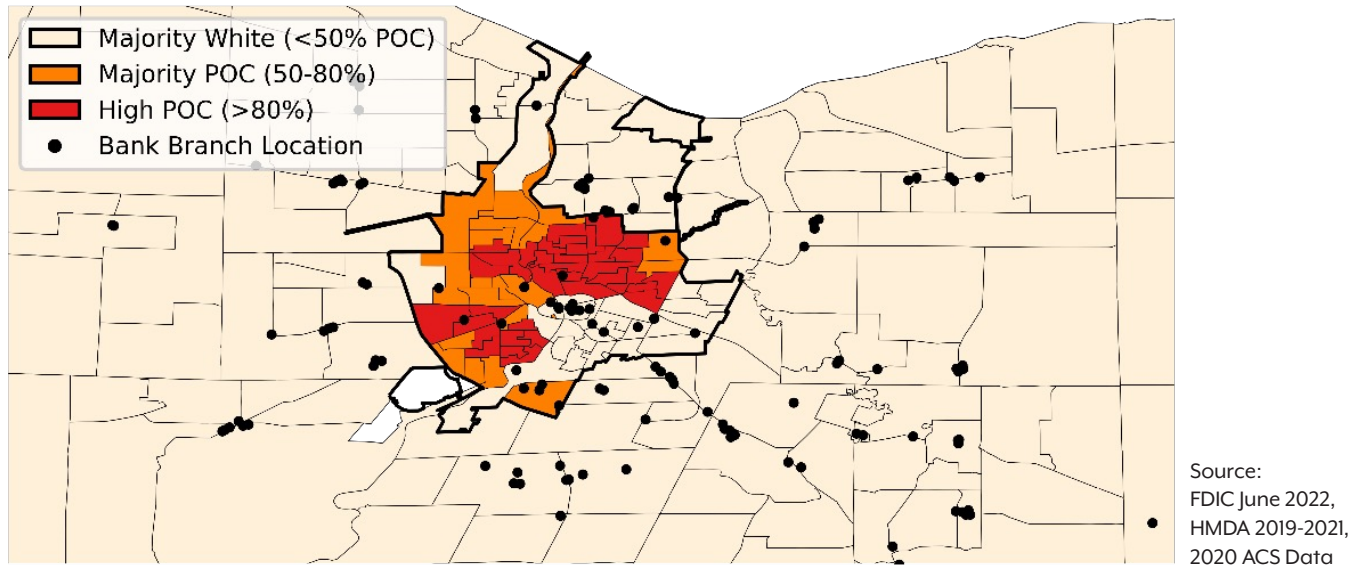 Majority White (<50% POC)
Majority POC (50-80%)
High POC (>80%)
Bank Branch Location
Source:
FDIC June 2022,
HMDA 2019-2021,
2020 ACS Data